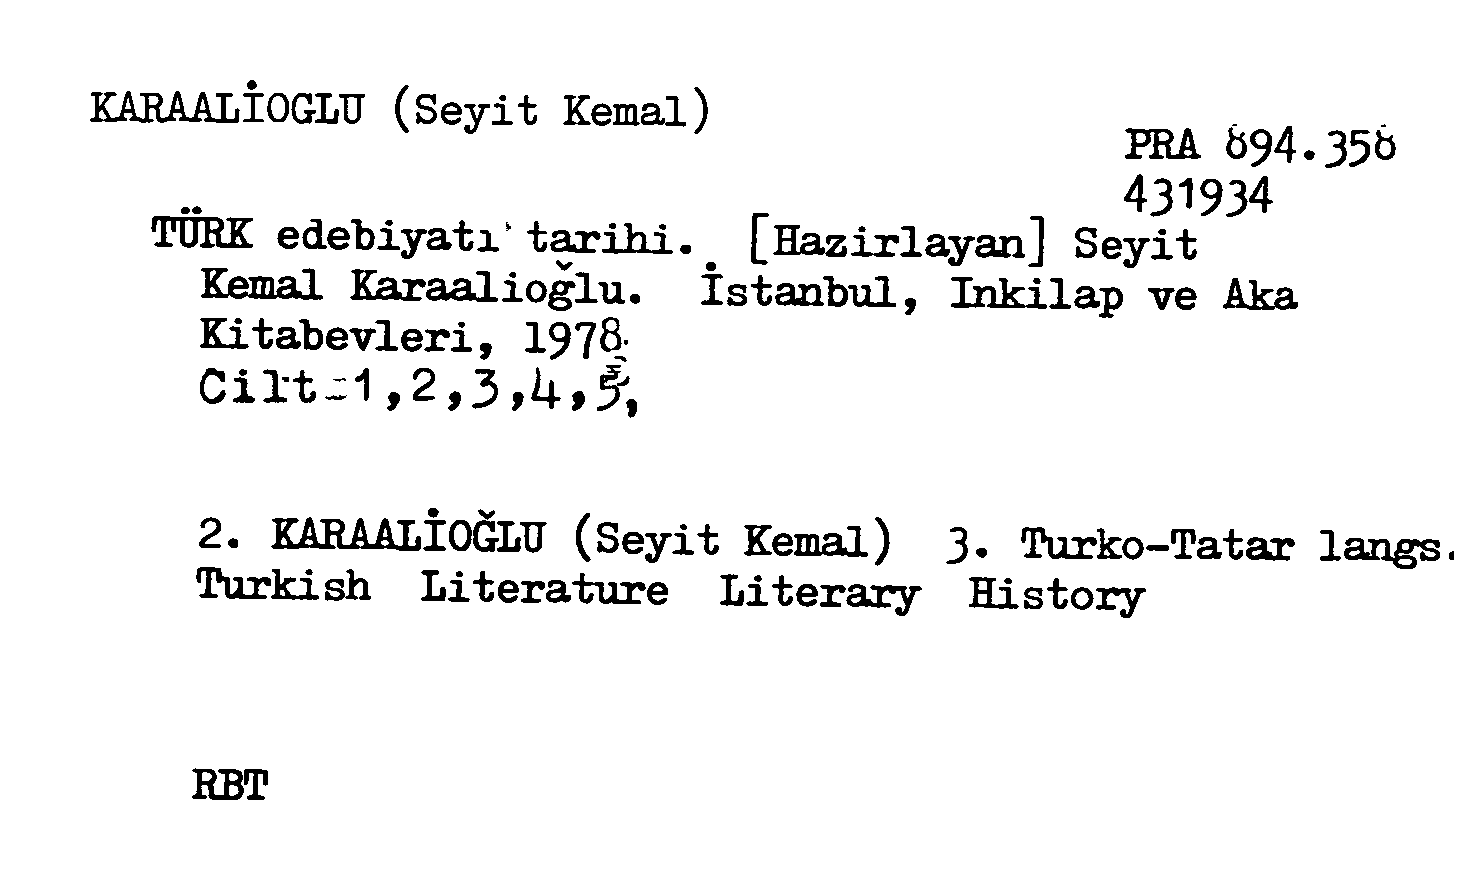 KARAALİOGLU (Seyit Kemal)
PRA 894.358
431934
TÜRK edebiyatı tarihi. [Hazirlayan] Seyit
Kemal Karaalioğlu. İstanbul, Inkilap ve Aka
Kitabevleri, 1978.
Cilt-1,2,3,4,5,
2. KARAALİOĞLU (Seyit Kemal) 3. Turko-Tatar langs.
Turkish Literature Literary History
RBT